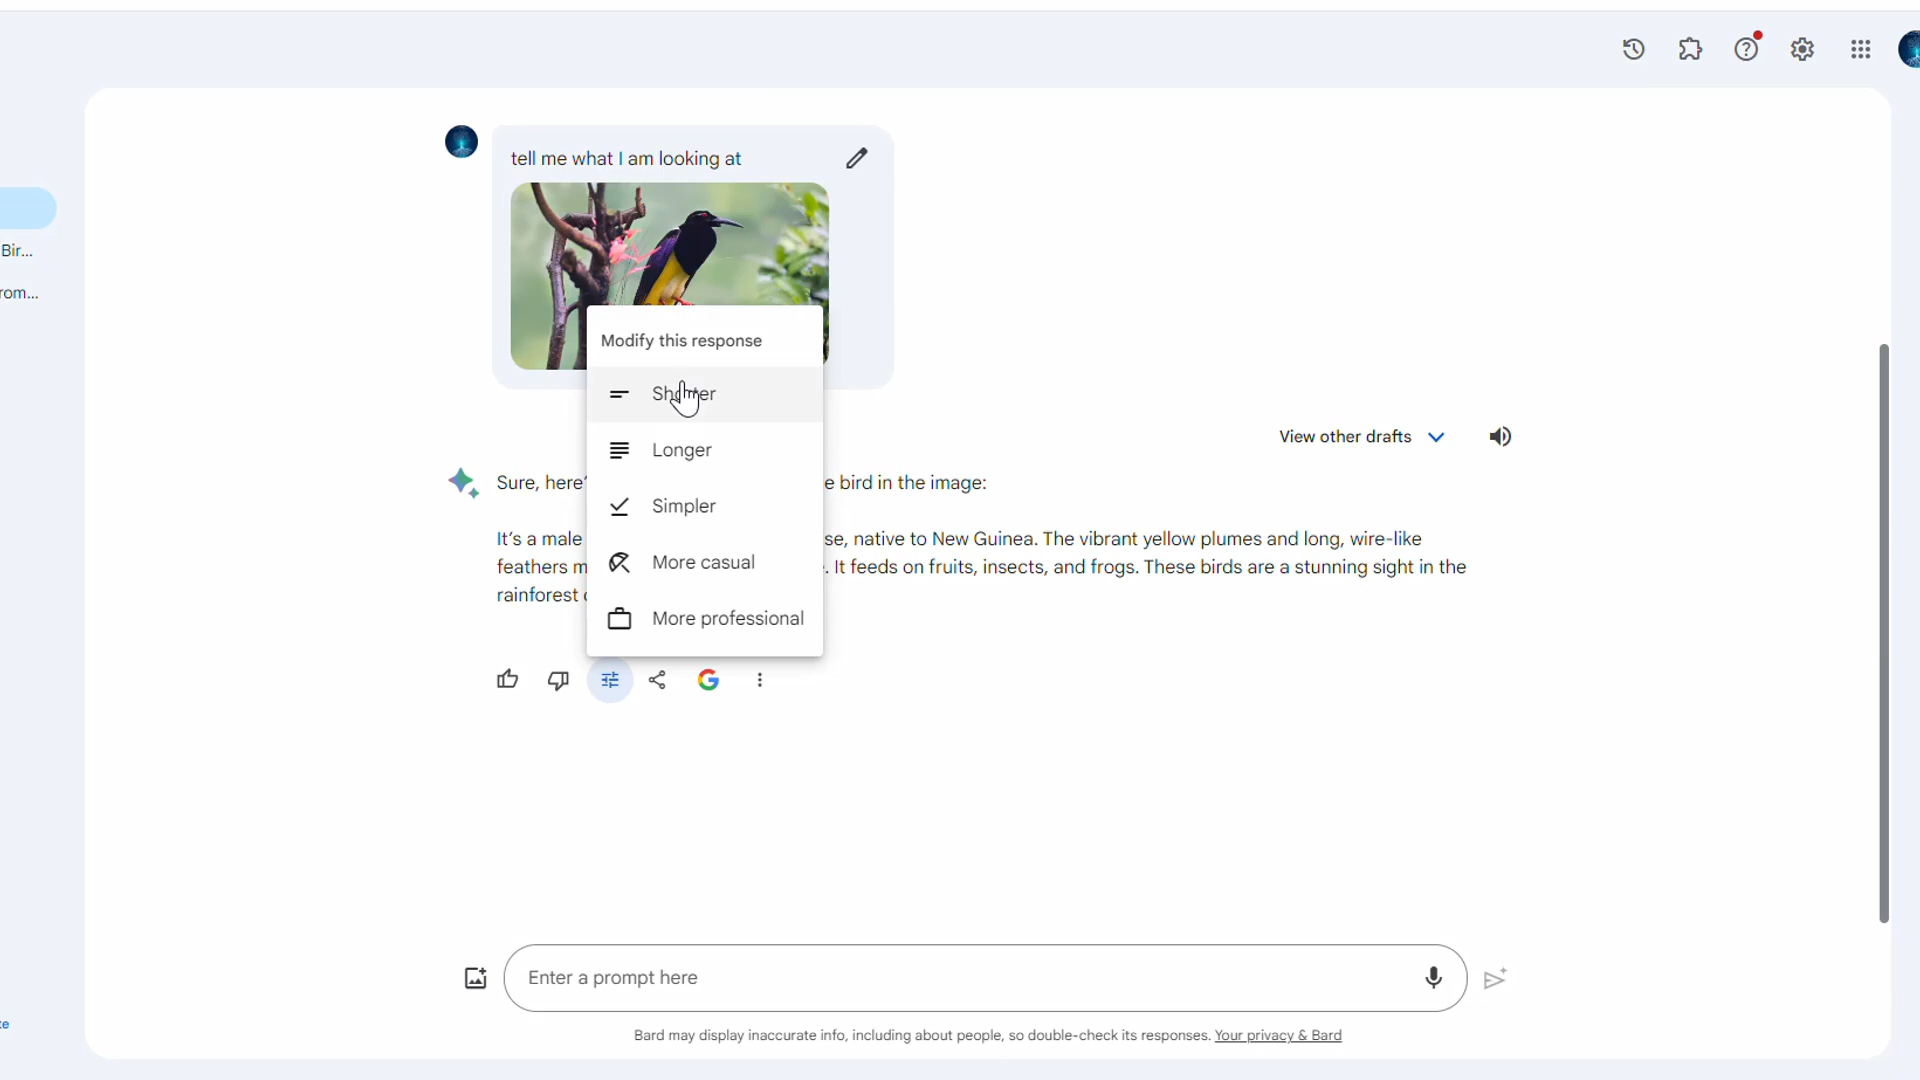 tell me what I am looking at
Bir...
rom...
Modify this response
Shorter
View other drafts
Longer
Sure, here' e bird in the image:
Simpler
It's a male se, native to New Guinea. The vibrant yellow plumes and long, wire-like
More casual
feathers m . It feeds on fruits, insects, and frogs. These birds are a stunning sight in the
rainforest
More professional
Enter a prompt here
te
Bard may display inaccurate info, including about people, so double-check its responses. Your privacy & Bard